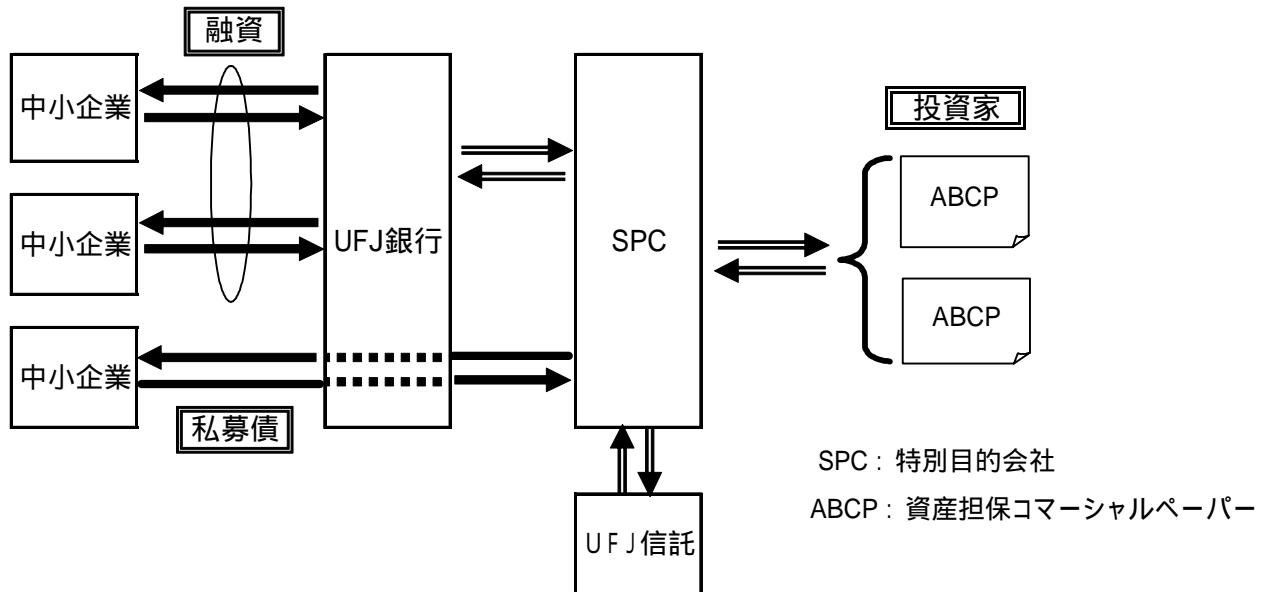 融資
中小企業
中小企業
中小企業
私募債
UFJ銀行
SPC
UFJ信託
投資家
ABCP
ABCP
SPC : 特別目的会社
ABCP : 資産担保コマーシャルペーパー